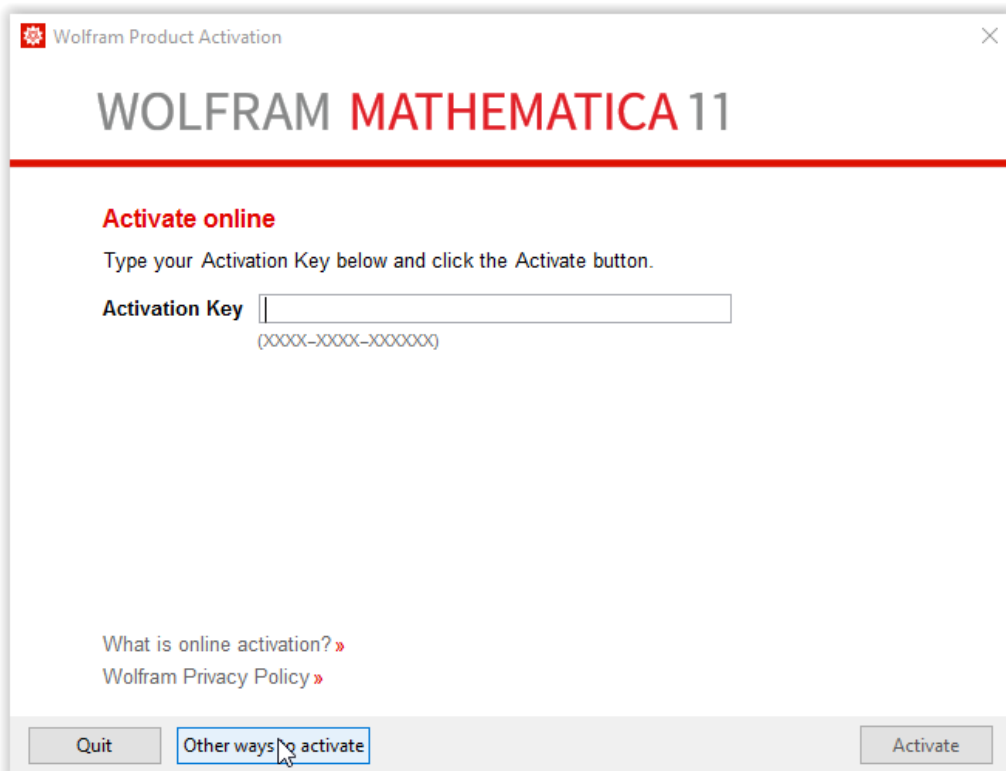 Wolfram Product Activation
WOLFRAM MATHEMATICA 11
Activate online
Type your Activation Key below and click the Activate button.
Activation Key
(XXXX–XXXX–XXXXXX)
What is online activation? »
Wolfram Privacy Policy »
Quit
Other ways to activate
Activate